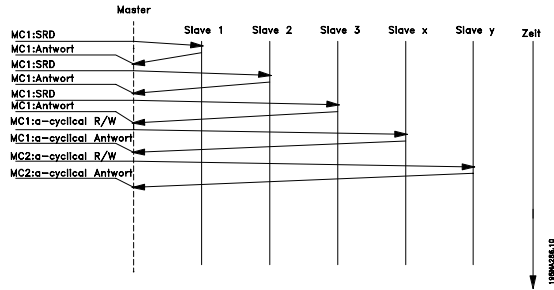 Master
Slave 1
Slave 2
Slave 3
Slave x
Slave y
Zeit
MC1:SRD
MC1:Antwort
MC1:SRD
MC1:Antwort
MC1:SRD
MC1:Antwort
MC1:a-cyclical R/W
MC1:a-cyclical Antwort
MC2:a-cyclical R/W
MC2:a-cyclical Antwort
195NA286.10